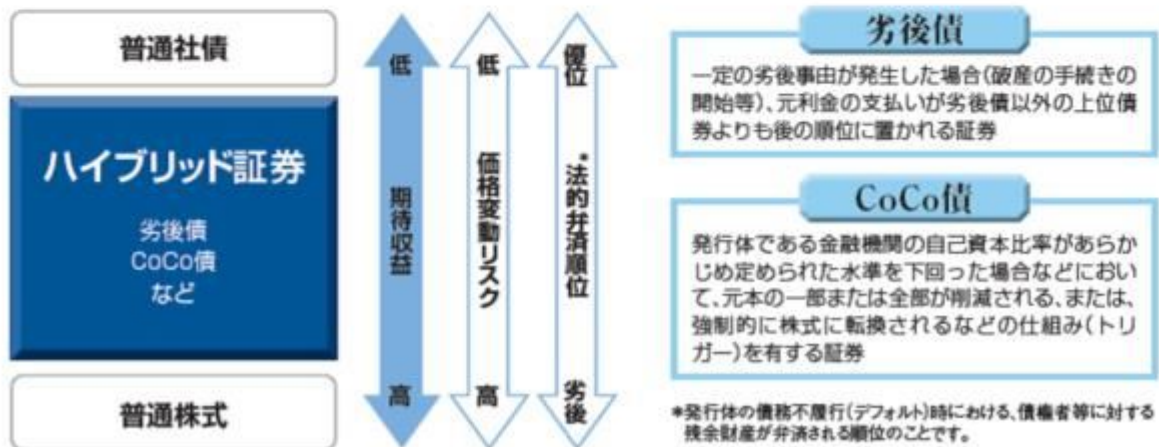 普通社債
ハイブリッド証券
劣後債
CoCo債
など
普通株式
低
期待収益
高
低
価格変動リスク
高
優位
*法的弁済順位
劣後
劣後債
一定の劣後事由が発生した場合(破産の手続きの
開始等)、元利金の支払いが劣後債以外の上位債
券よりも後の順位に置かれる証券
CoCo債
発行体である金融機関の自己資本比率があらか
じめ定められた水準を下回った場合などにおい
て、元本の一部または全部が削減される、または、
強制的に株式に転換されるなどの仕組み(トリ
ガー)を有する証券
*発行体の債務不履行(デフォルト)時における、債権者等に対する
残余財産が弁済される順位のことです。